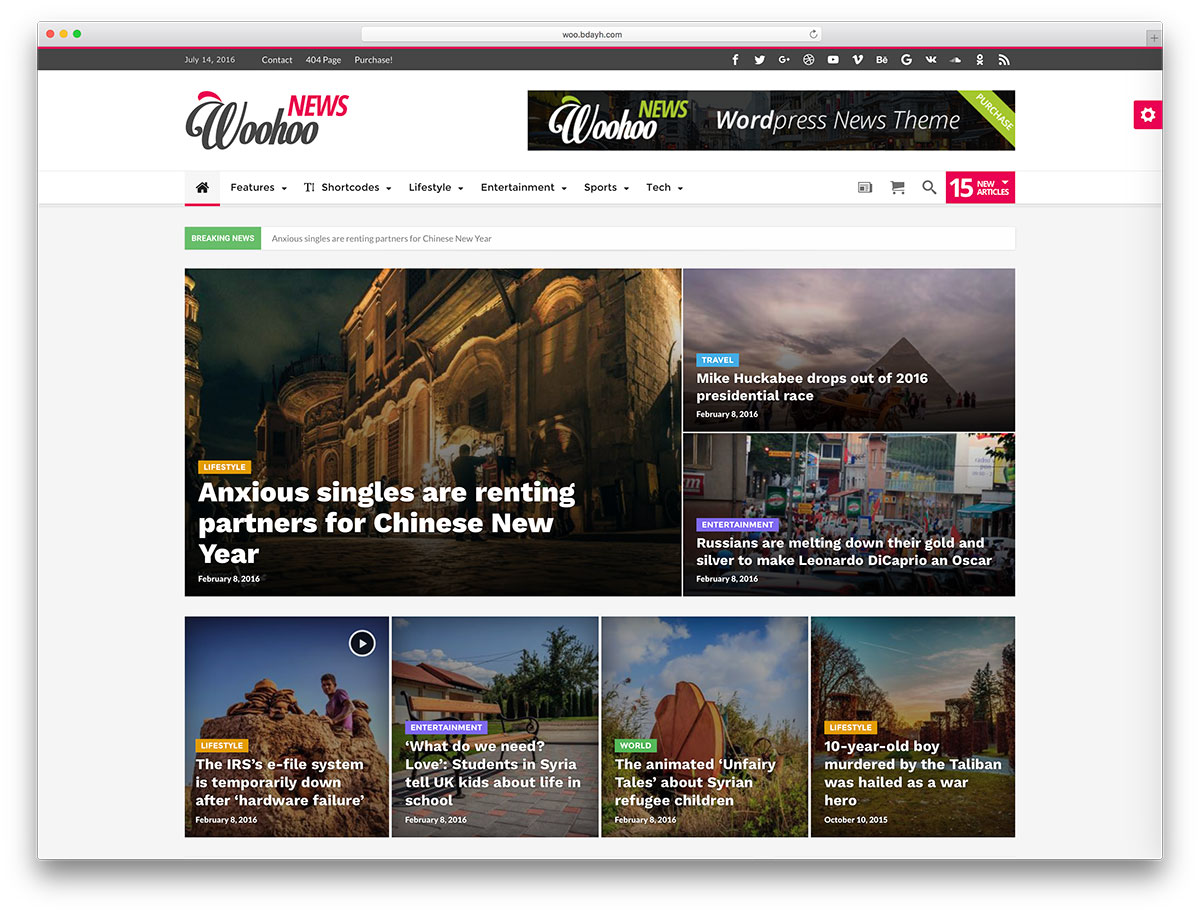 woo.bdayh.com
July 14, 2016 Contact 404 Page Purchase!
Woohoo NEWS
Woohoo NEWS Wordpress News Theme PURCHASE
Features TI Shortcodes Lifestyle Entertainment Sports Tech 15 NEW ARTICLES
BREAKING NEWS Anxious singles are renting partners for Chinese New Year
LIFESTYLE
Anxious singles are renting
partners for Chinese New
Year
February 8, 2016
TRAVEL
Mike Huckabee drops out of 2016
presidential race
February 8, 2016
ENTERTAINMENT
Russians are melting down their gold and
silver to make Leonardo DiCaprio an Oscar
February 8, 2016
LIFESTYLE
The IRS’s e-file system
is temporarily down
after ‘hardware failure’
February 8, 2016
ENTERTAINMENT
‘What do we need?
Love’: Students in Syria
tell UK kids about life in
school
February 8, 2016
WORLD
The animated ‘Unfairy
Tales’ about Syrian
refugee children
February 8, 2016
LIFESTYLE
10-year-old boy
murdered by the Taliban
was hailed as a war
hero
October 10, 2015